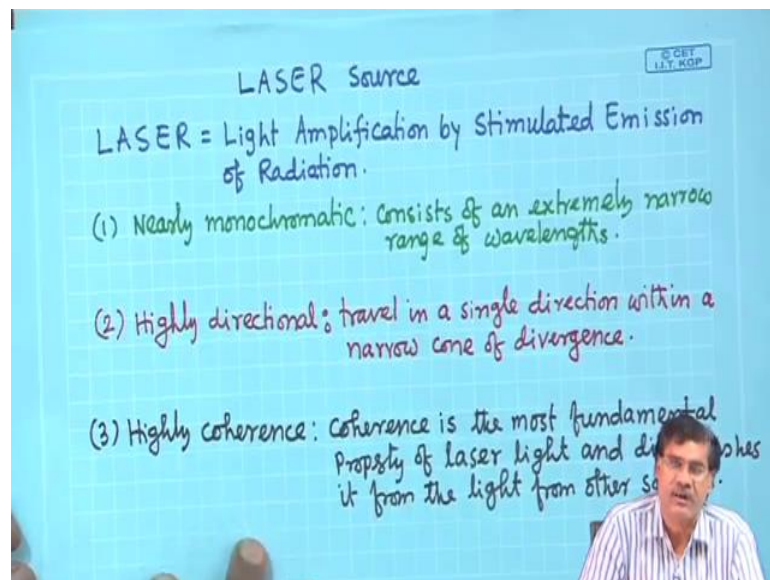 © CET
I.I.T. KGP
LASER Source
LASER = Light Amplification by Stimulated Emission
of Radiation.
(1) Nearly monochromatic: consists of an extremely narrow
range of wavelengths.
(2) Highly directional: travel in a single direction within a
narrow cone of divergence.
(3) Highly coherence: coherence is the most fundamental
Property of laser light and
it from the light from other